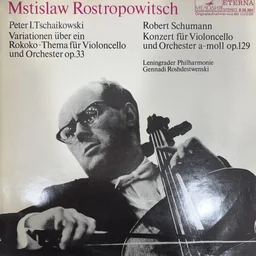 Mstislaw Rostropowitsch
ETERNA
Peter I.Tschaikowski
Variationen über ein
Rokoko-Thema für Violoncello
und Orchester op.33
Robert Schumann
Konzert für Violoncello
und Orchester a-moll op.129
Leningrader Philharmonie
Gennadi Roshdestwenski